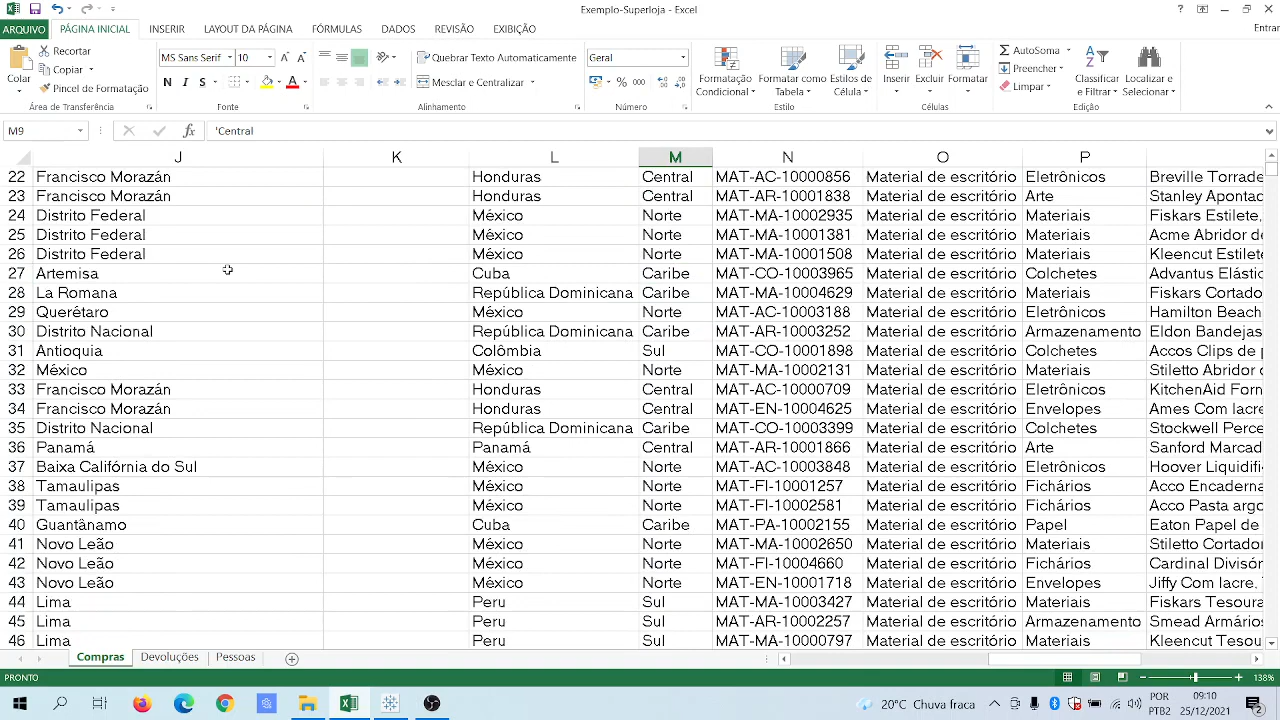 Exemplo-Superloja - Excel
?
ARQUIVO PÁGINA INICIAL INSERIR LAYOUT DA PÁGINA FÓRMULAS DADOS REVISÃO EXIBIÇÃO Entrar
Colar Recortar Copiar Pincel de Formatação
Área de Transferência
MS Sans Serif 10 N I S
Fonte
Quebrar Texto Automaticamente
Mesclar e Centralizar
Alinhamento
Geral
% 000
Número
Formatação Condicional Formatar como Tabela Estilos de Célula
Estilo
Inserir Excluir Formatar
Células
AutoSoma
Preencher
Limpar
Classificar e Filtrar Localizar e Selecionar
Edição
M9 fx 'Central
J K L M N O P
22 Francisco Morazán Honduras Central MAT-AC-10000856 Material de escritório Eletrônicos Breville Torrade
23 Francisco Morazán Honduras Central MAT-AR-10001838 Material de escritório Arte Stanley Apontad
24 Distrito Federal México Norte MAT-MA-10002935 Material de escritório Materiais Fiskars Estilete,
25 Distrito Federal México Norte MAT-MA-10001381 Material de escritório Materiais Acme Abridor de
26 Distrito Federal México Norte MAT-MA-10001508 Material de escritório Materiais Kleencut Estilete
27 Artemisa Cuba Caribe MAT-CO-10003965 Material de escritório Colchetes Advantus Elástic
28 La Romana República Dominicana Caribe MAT-MA-10004629 Material de escritório Materiais Fiskars Cortado
29 Querétaro México Norte MAT-AC-10003188 Material de escritório Eletrônicos Hamilton Beach
30 Distrito Nacional República Dominicana Caribe MAT-AR-10003252 Material de escritório Armazenamento Eldon Bandejas
31 Antioquia Colômbia Sul MAT-CO-10001898 Material de escritório Colchetes Accos Clips de p
32 México México Norte MAT-MA-10002131 Material de escritório Materiais Stiletto Abridor d
33 Francisco Morazán Honduras Central MAT-AC-10000709 Material de escritório Eletrônicos KitchenAid Forn
34 Francisco Morazán Honduras Central MAT-EN-10004625 Material de escritório Envelopes Ames Com lacre
35 Distrito Nacional República Dominicana Caribe MAT-CO-10003399 Material de escritório Colchetes Stockwell Perce
36 Panamá Panamá Central MAT-AR-10001866 Material de escritório Arte Sanford Marcad
37 Baixa Califórnia do Sul México Norte MAT-AC-10003848 Material de escritório Eletrônicos Hoover Liquidifi
38 Tamaulipas México Norte MAT-FI-10001257 Material de escritório Fichários Acco Encaderna
39 Tamaulipas México Norte MAT-FI-10002581 Material de escritório Fichários Acco Pasta argo
40 Guantânamo Cuba Caribe MAT-PA-10002155 Material de escritório Papel Eaton Papel de
41 Novo Leão México Norte MAT-MA-10002650 Material de escritório Materiais Stiletto Cortador
42 Novo Leão México Norte MAT-FI-10004660 Material de escritório Fichários Cardinal Divisór
43 Novo Leão México Norte MAT-EN-10001718 Material de escritório Envelopes Jiffy Com lacre.
44 Lima Peru Sul MAT-MA-10003427 Material de escritório Materiais Fiskars Tesoura
45 Lima Peru Sul MAT-AR-10002257 Material de escritório Armazenamento Smead Armários
46 Lima Peru Sul MAT-MA-10000797 Material de escritório Materiais Kleencut Tesou
Compras Devoluções Pessoas
PRONTO 138%
20°C Chuva fraca POR PTB2 09:10 25/12/2021 2